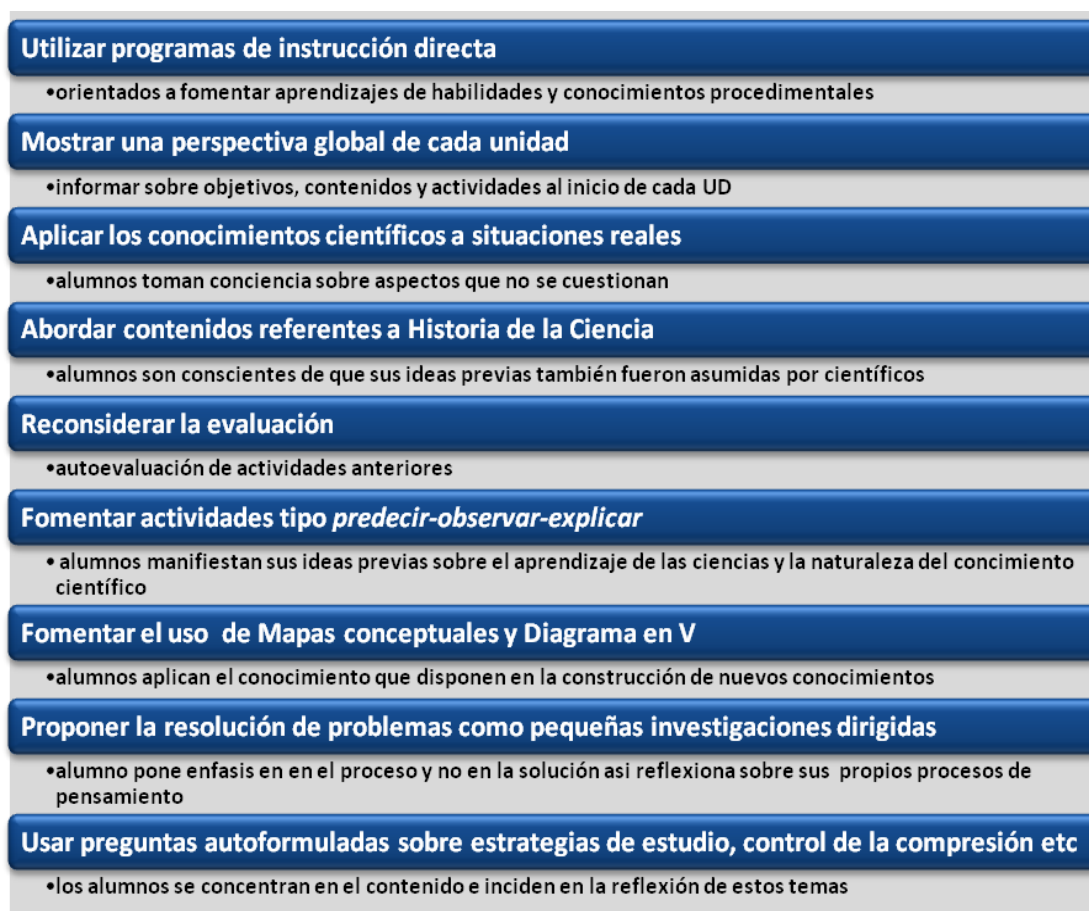 Utilizar programas de instrucción directa
•orientados a fomentar aprendizajes de habilidades y conocimientos procedimentales
Mostrar una perspectiva global de cada unidad
•informar sobre objetivos, contenidos y actividades al inicio de cada UD
Aplicar los conocimientos científicos a situaciones reales
•alumnos toman conciencia sobre aspectos que no se cuestionan
Abordar contenidos referentes a Historia de la Ciencia
•alumnos son conscientes de que sus ideas previas también fueron asumidas por científicos
Reconsiderar la evaluación
•autoevaluación de actividades anteriores
Fomentar actividades tipo predecir-observar-explicar
• alumnos manifiestan sus ideas previas sobre el aprendizaje de las ciencias y la naturaleza del concimiento
científico
Fomentar el uso de Mapas conceptuales y Diagrama en V
•alumnos aplican el conocimiento que disponen en la construcción de nuevos conocimientos
Proponer la resolución de problemas como pequeñas investigaciones dirigidas
•alumno pone enfasis en en el proceso y no en la solución asi reflexiona sobre sus propios procesos de
pensamiento
Usar preguntas autoformuladas sobre estrategias de estudio, control de la compresión etc
•los alumnos se concentran en el contenido e inciden en la reflexión de estos temas